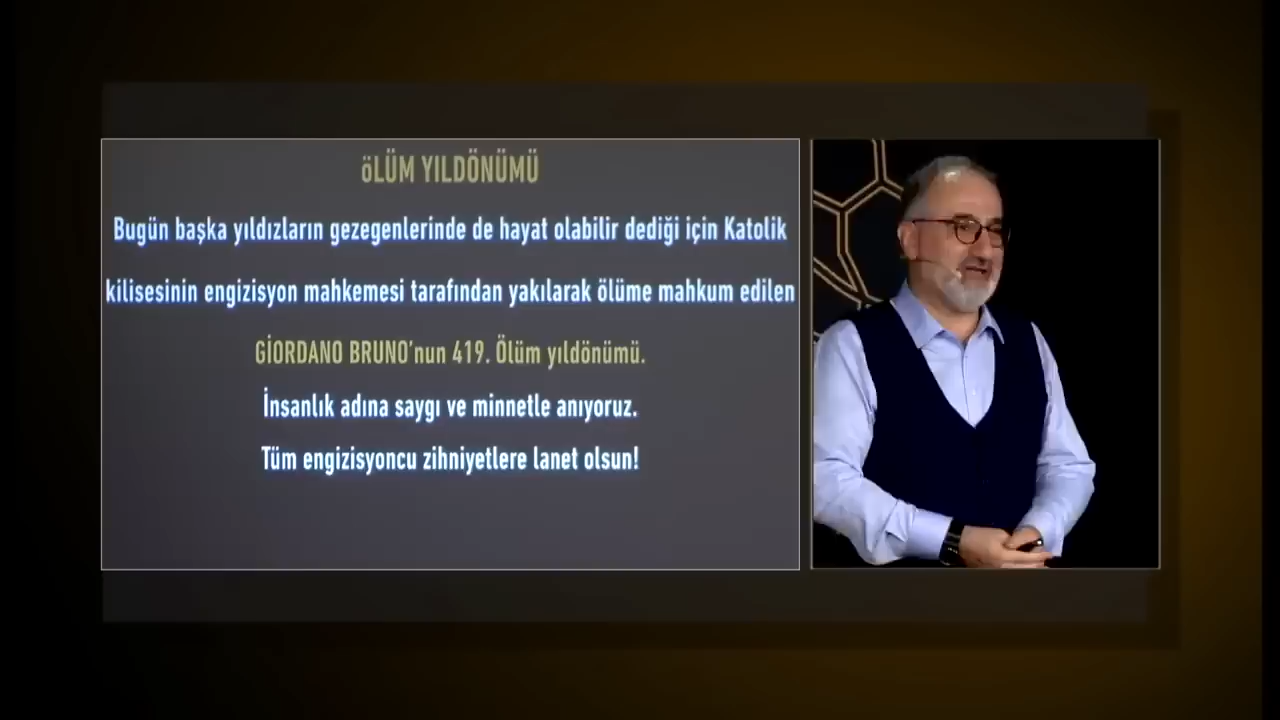 öLÜM YILDÖNÜMÜ
Bugün başka yıldızların gezegenlerinde de hayat olabilir dediği için Katolik
kilisesinin engizisyon mahkemesi tarafından yakılarak ölüme mahkum edilen
GİORDANO BRUNO'nun 419. Ölüm yıldönümü.
İnsanlık adına saygı ve minnetle anıyoruz.
Tüm engizisyoncu zihniyetlere lanet olsun!